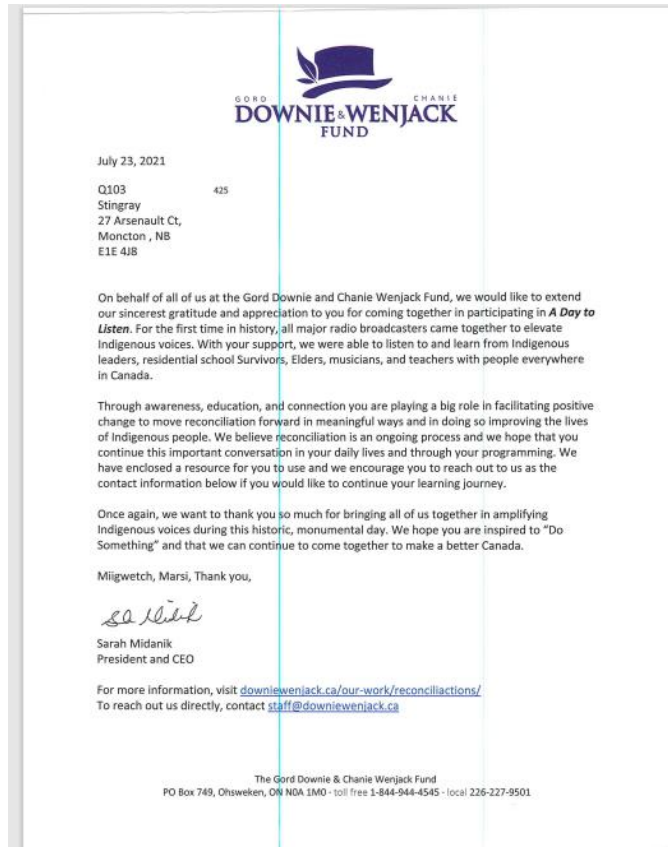 GORD CHANIE
DOWNIE & WENJACK
FUND
July 23, 2021
Q103 425
Stingray
27 Arsenault Ct,
Moncton , NB
E1E 4J8
On behalf of all of us at the Gord Downie and Chanie Wenjack Fund, we would like to extend
our sincerest gratitude and appreciation to you for coming together in participating in A Day to
Listen. For the first time in history, all major radio broadcasters came together to elevate
Indigenous voices. With your support, we were able to listen to and learn from Indigenous
leaders, residential school Survivors, Elders, musicians, and teachers with people everywhere
in Canada.
Through awareness, education, and connection you are playing a big role in facilitating positive
change to move reconciliation forward in meaningful ways and in doing so improving the lives
of Indigenous people. We believe reconciliation is an ongoing process and we hope that you
continue this important conversation in your daily lives and through your programming. We
have enclosed a resource for you to use and we encourage you to reach out to us as the
contact information below if you would like to continue your learning journey.
Once again, we want to thank you so much for bringing all of us together in amplifying
Indigenous voices during this historic, monumental day. We hope you are inspired to “Do
Something” and that we can continue to come together to make a better Canada.
Miigwetch, Marsi, Thank you,
Sarah Midanik
President and CEO
For more information, visit downiewenjack.ca/our-work/reconciliactions/
To reach out us directly, contact staff@downiewenjack.ca
The Gord Downie & Chanie Wenjack Fund
PO Box 749, Ohsweken, ON N0A 1M0 - toll free 1-844-944-4545 - local 226-227-9501